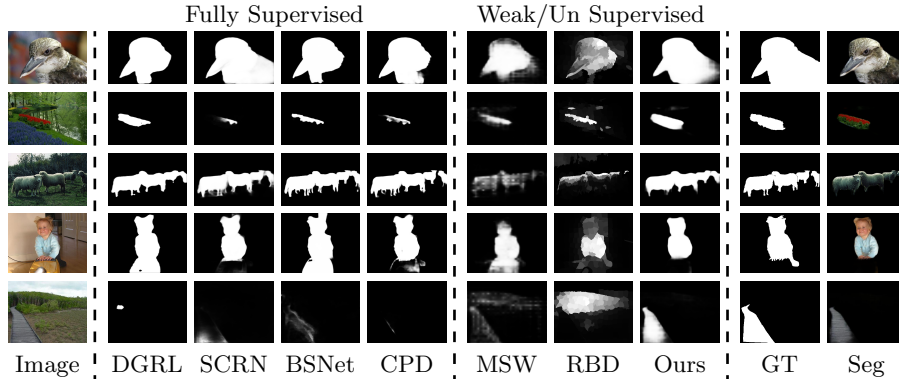 Fully Supervised Weak/Un Supervised
Image DGRL SCRN BSNet CPD MSW RBD Ours GT Seg